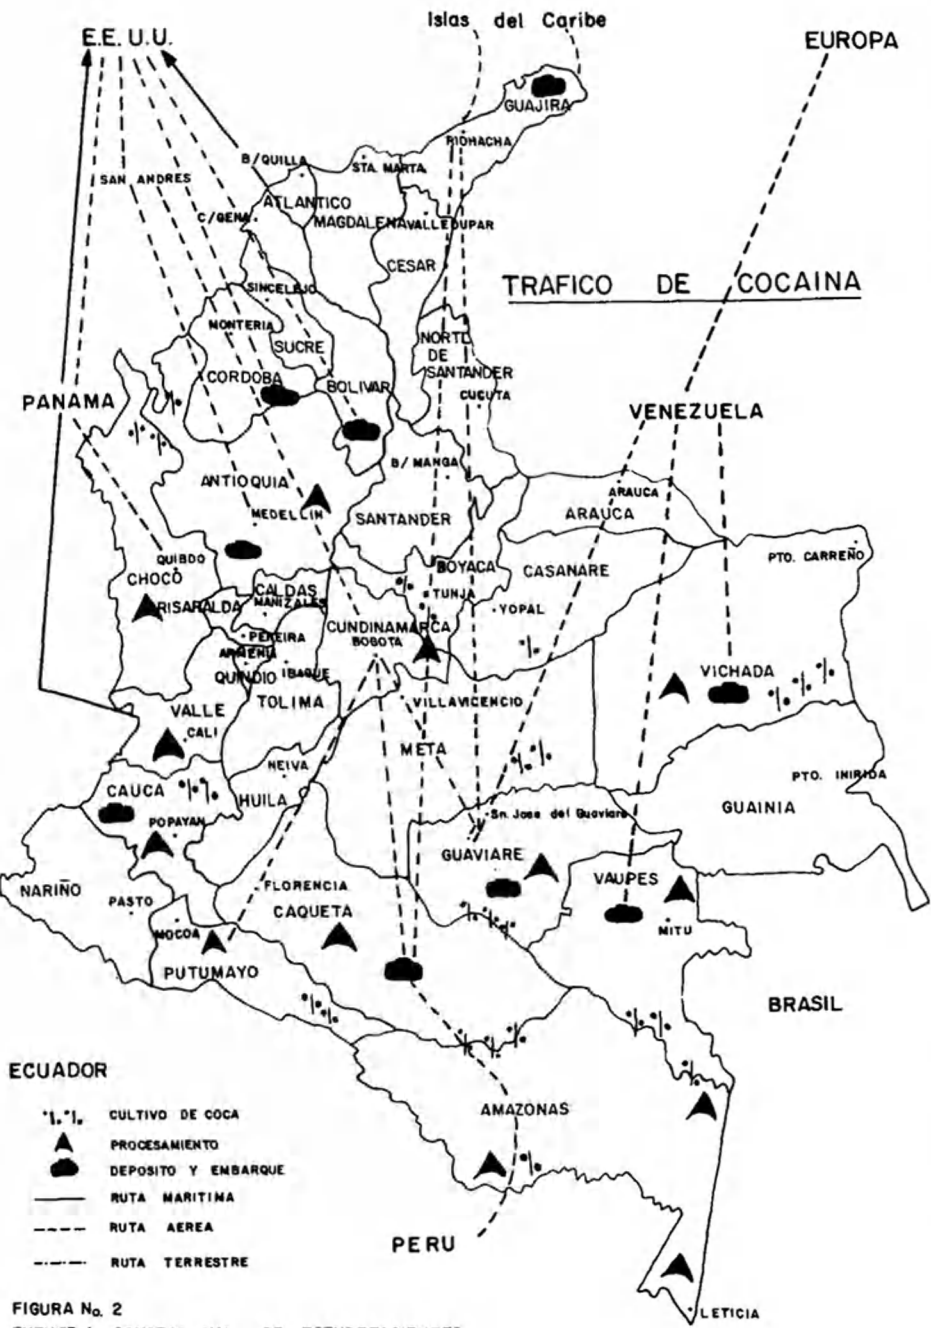 Islas del Caribe
E.E. U.U.
EUROPA
GUAJIRA
RIOHACHA
B/QUILLA
STA. MARTA
SAN ANDRES
ATLANTICO
C/GENA
MAGDALENA
VALLEDUPAR
CESAR
TRAFICO DE COCAINA
SINCELEJO
MONTERIA
SUCRE
NORTE
DE
SANTANDER
CORDOBA
BOLIVAR
CUCUTA
PANAMA
VENEZUELA
B/MANGA
ANTIOQUIA
ARAUCA
MEDELLIN
SANTANDER
ARAUCA
QUIBDO
BOYACA
CASANARE
PTO. CARREÑO
CHOCÓ
CALDAS
TUNJA
RISARALDA
MANIZALES
YOPAL
CUNDINAMARCA
PEREIRA
BOGOTA
ARMENIA
QUINDIO
IBAGUE
VICHADA
TOLIMA
VILLAVICENCIO
VALLE
CALI
META
NEIVA
PTO. INIRIDA
CAUCA
HUILA
GUAINIA
Sn. Jose del Guaviare
POPAYAN
GUAVIARE
VAUPES
NARIÑO
FLORENCIA
PASTO
CAQUETA
MITU
MOCOA
PUTUMAYO
BRASIL
ECUADOR
AMAZONAS
CULTIVO DE COCA
PROCESAMIENTO
DEPOSITO Y EMBARQUE
RUTA MARITIMA
RUTA AEREA
PERU
RUTA TERRESTRE
FIGURA No. 2
LETICIA